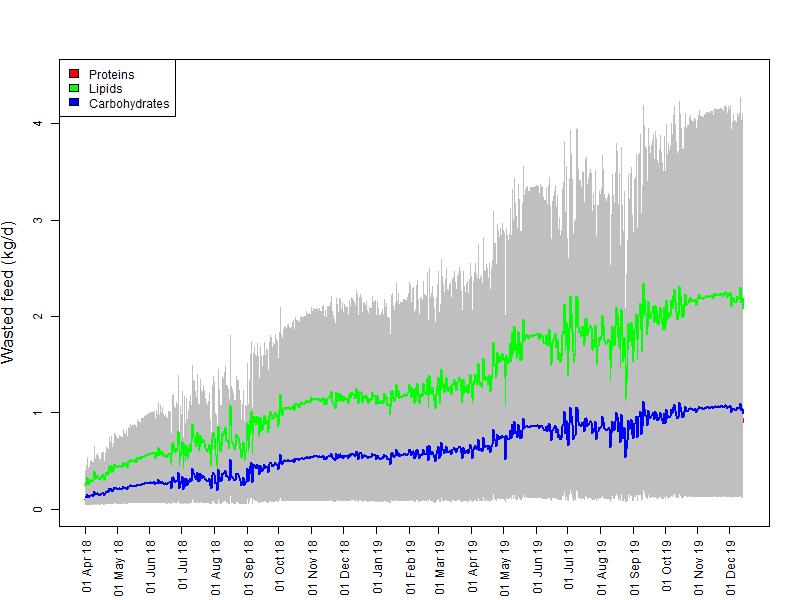 Proteins
Lipids
Carbohydrates
Wasted feed (kg/d)
4
3
2
1
0
01 Apr 18
01 May 18
01 Jun 18
01 Jul 18
01 Aug 18
01 Sep 18
01 Oct 18
01 Nov 18
01 Dec 18
01 Jan 19
01 Feb 19
01 Mar 19
01 Apr 19
01 May 19
01 Jun 19
01 Jul 19
01 Aug 19
01 Sep 19
01 Oct 19
01 Nov 19
01 Dec 19